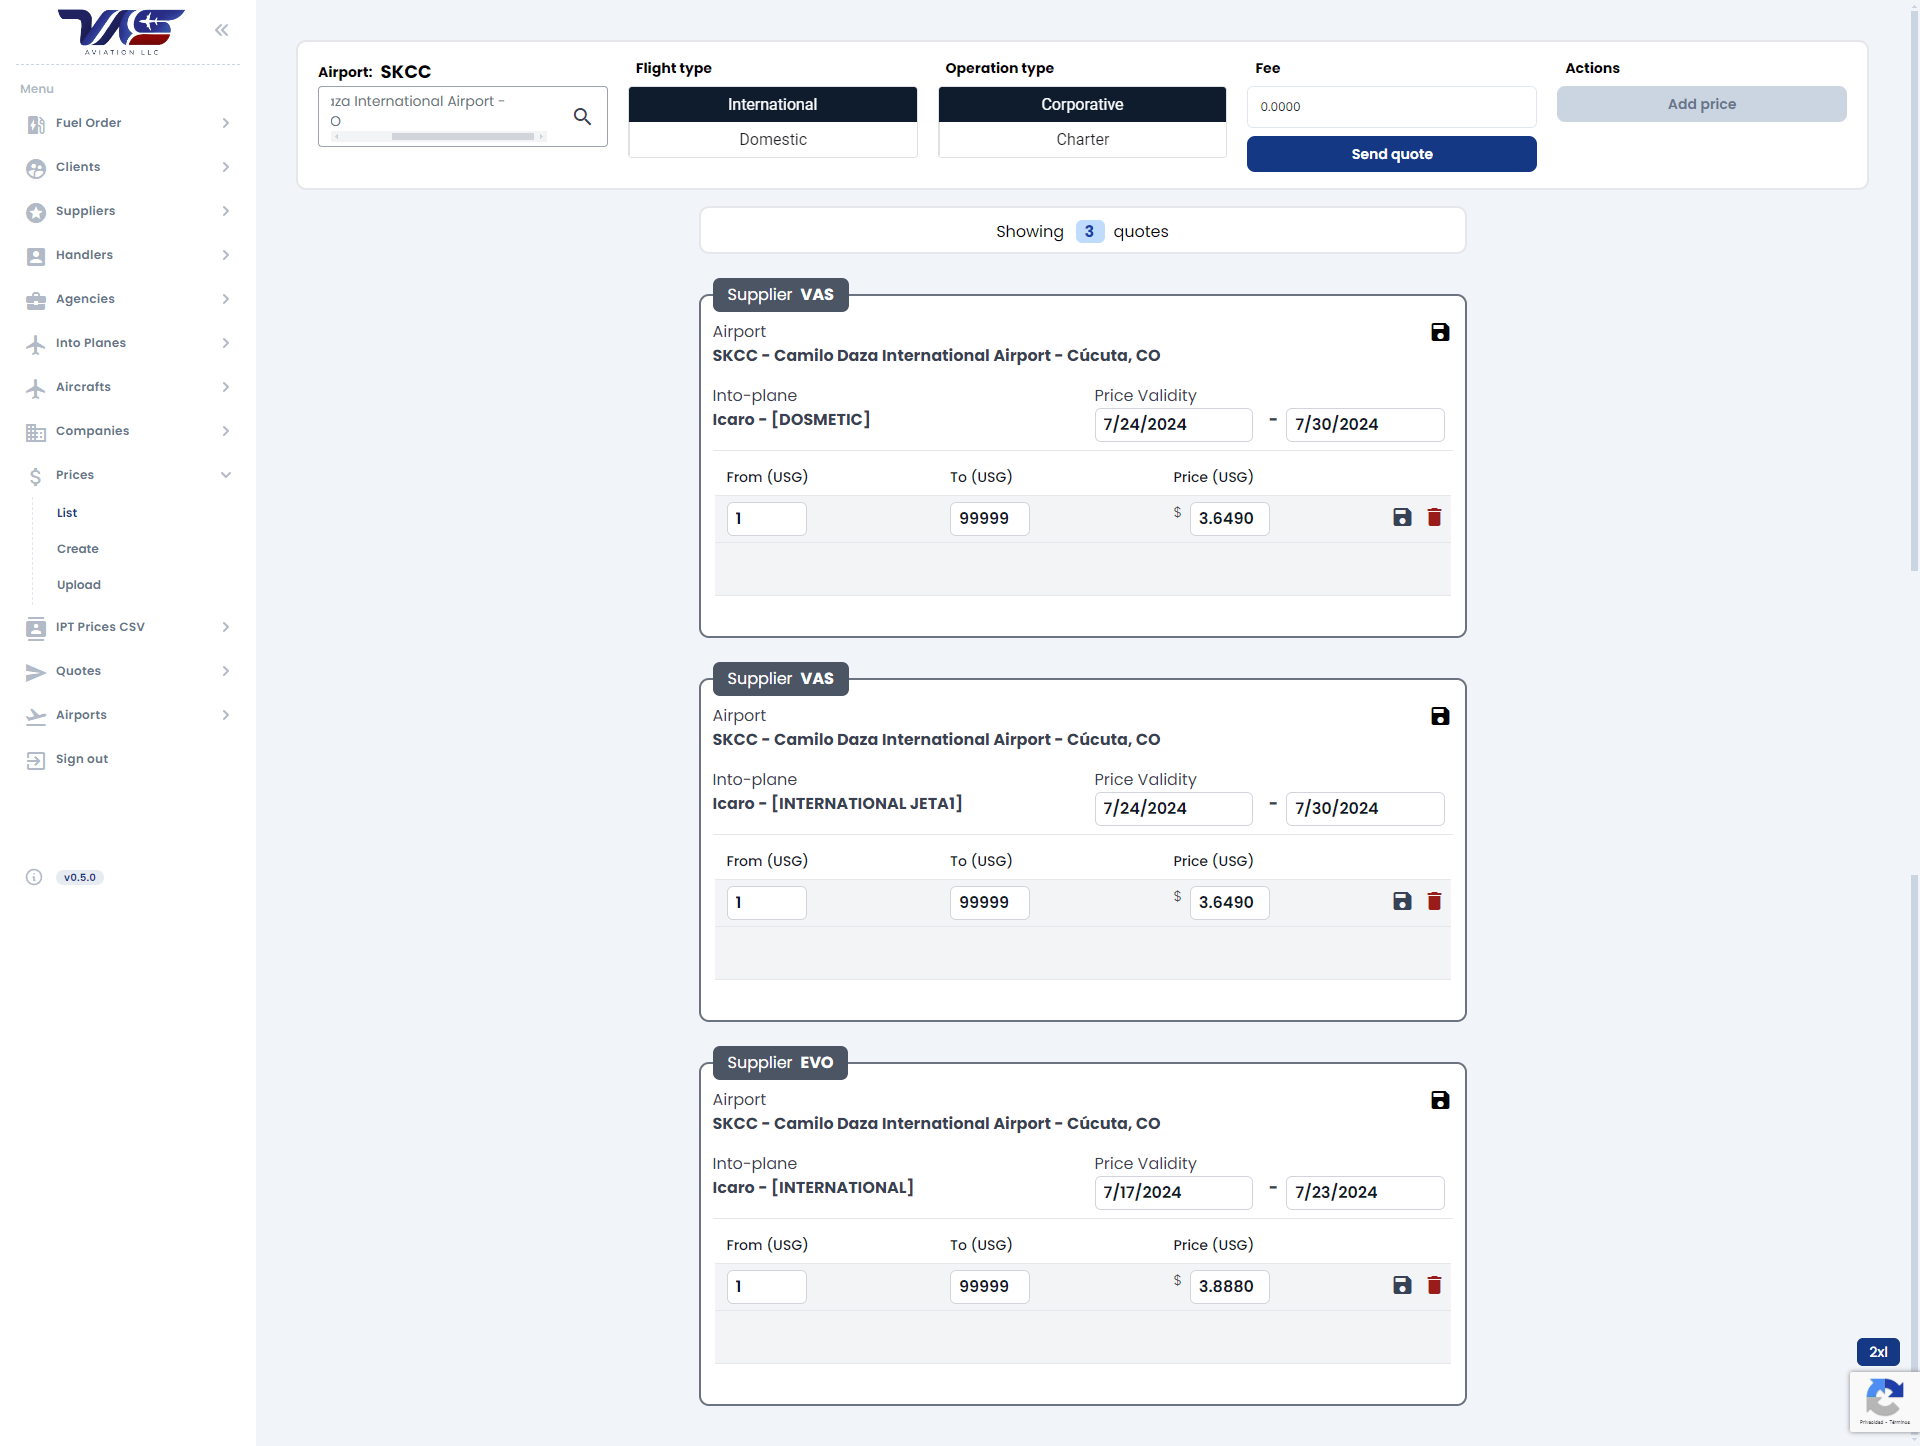 VAS
AVIATION LLC
Menu
Fuel Order
Clients
Suppliers
Handlers
Agencies
Into Planes
Aircrafts
Companies
Prices
List
Create
Upload
IPT Prices CSV
Quotes
Airports
Sign out
v0.5.0
Airport: SKCC
aza International Airport -
O
Flight type
International
Domestic
Operation type
Corporative
Charter
Fee
0.0000
Send quote
Actions
Add price
Showing 3 quotes
Supplier VAS
Airport
SKCC - Camilo Daza International Airport - Cúcuta, CO
Into-plane
Icaro - [DOSMETIC]
Price Validity
7/24/2024 - 7/30/2024
From (USG) To (USG) Price (USG)
1 99999 $ 3.6490
Supplier VAS
Airport
SKCC - Camilo Daza International Airport - Cúcuta, CO
Into-plane
Icaro - [INTERNATIONAL JETA1]
Price Validity
7/24/2024 - 7/30/2024
From (USG) To (USG) Price (USG)
1 99999 $ 3.6490
Supplier EVO
Airport
SKCC - Camilo Daza International Airport - Cúcuta, CO
Into-plane
Icaro - [INTERNATIONAL]
Price Validity
7/17/2024 - 7/23/2024
From (USG) To (USG) Price (USG)
1 99999 $ 3.8880
2xl
Privacidad - Términos